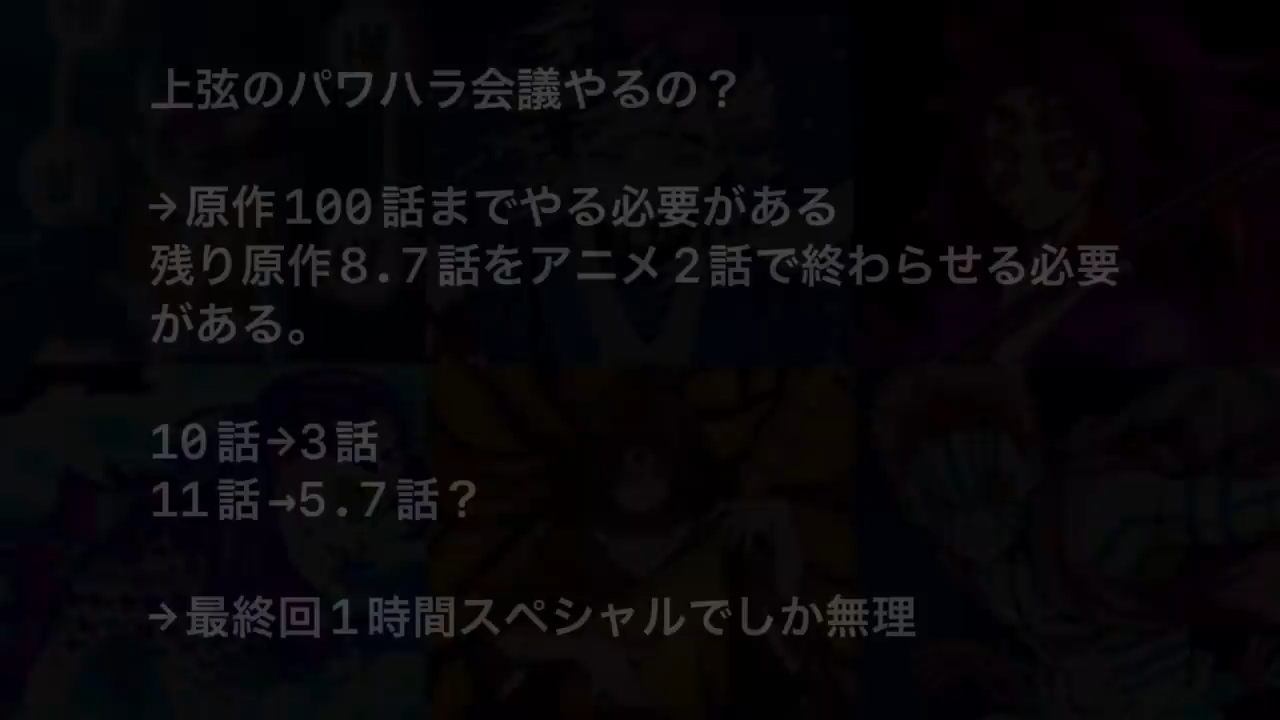 上弦のパワハラ会議やるの？
→原作100話までやる必要がある
残り原作8.7話をアニメ2話で終わらせる必要
がある。
10話→3話
11話→5.7話？
→最終回1時間スペシャルでしか無理